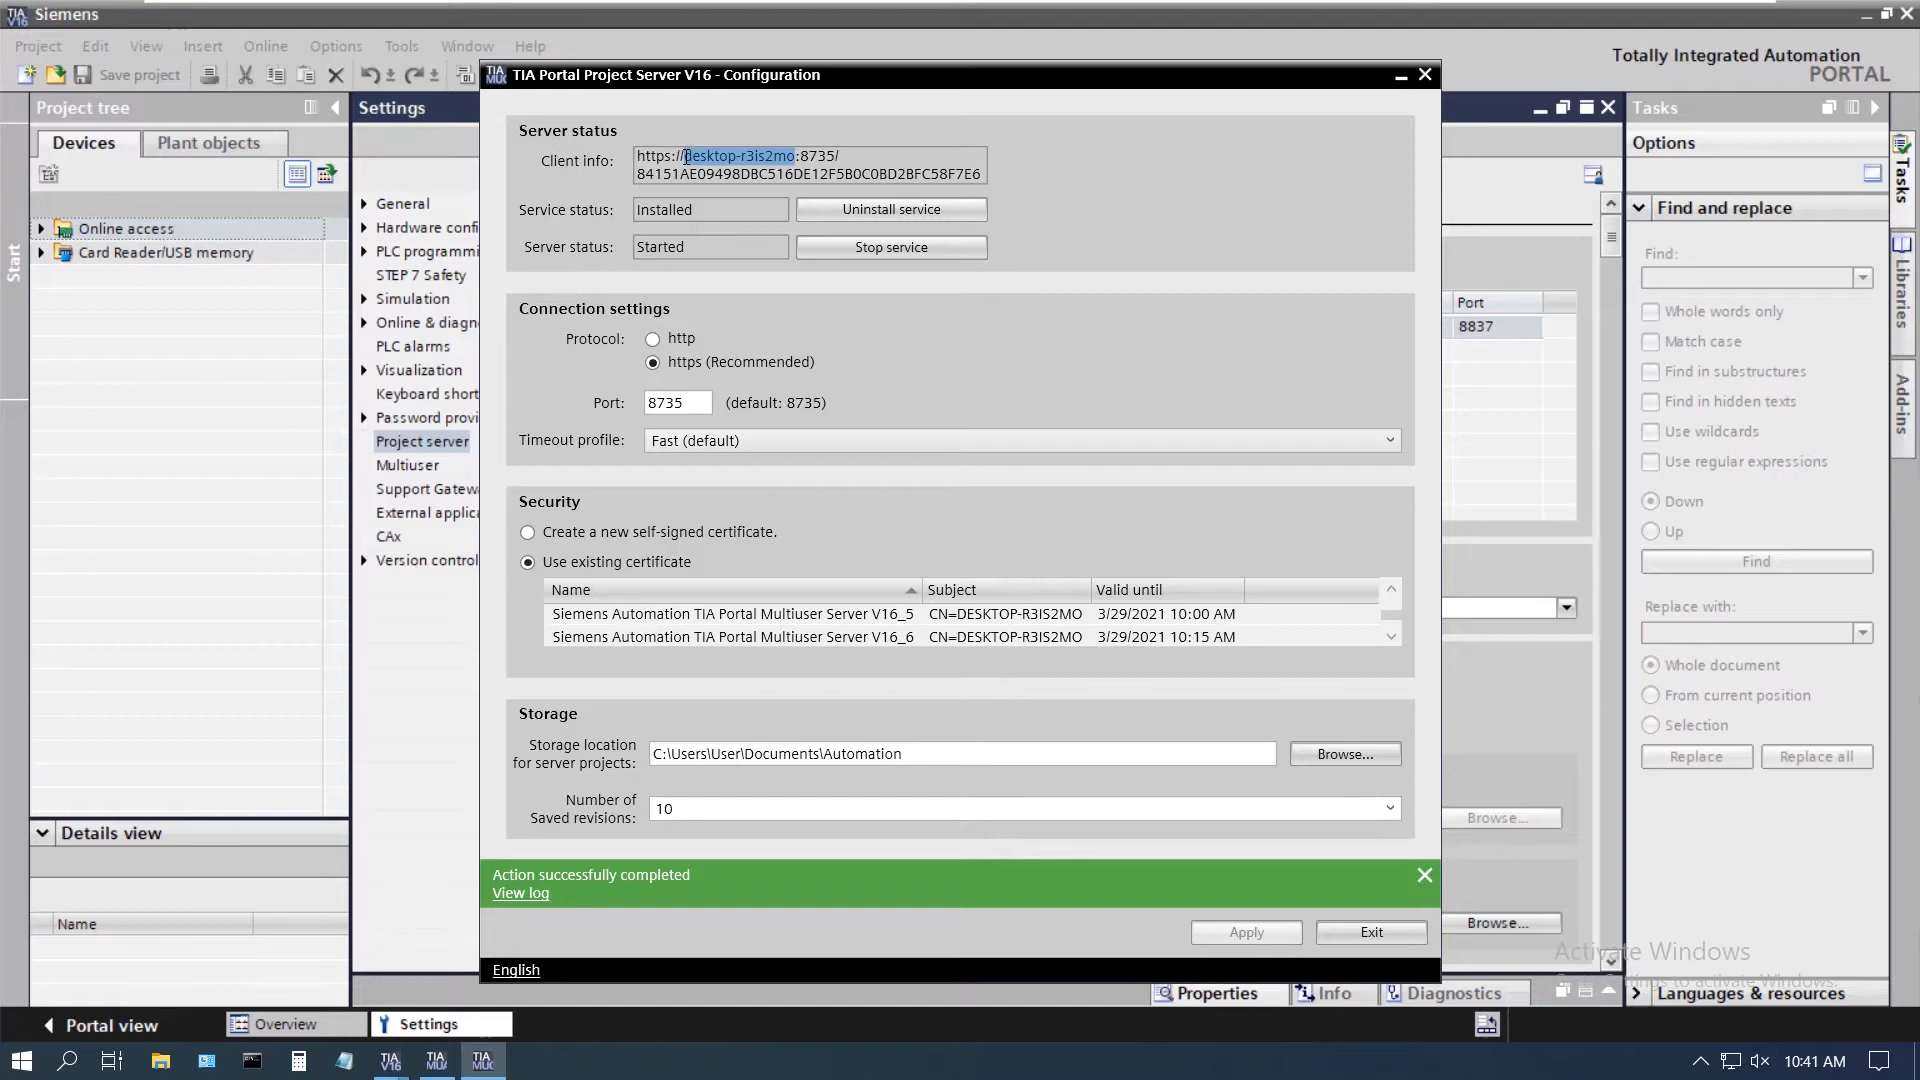 Siemens
Project Edit View Insert Online Options Tools Window Help
Totally Integrated Automation
PORTAL
Save project
TIA Portal Project Server V16 - Configuration
Project tree
Devices
Plant objects
Online access
Card Reader/USB memory
Start
Details view
Name
Settings
General
Hardware confi
PLC programmi
STEP 7 Safety
Simulation
Online & diagn
PLC alarms
Visualization
Keyboard short
Password provi
Project server
Multiuser
Support Gatew
External applica
CAx
Version control
Server status
Client info:
https://desktop-r3is2mo:8735/
84151AE09498DBC516DE12F5B0C0BD2BFC58F7E6
Service status: Installed Uninstall service
Server status: Started Stop service
Connection settings
Protocol: http
https (Recommended)
Port: 8735 (default: 8735)
Timeout profile: Fast (default)
Security
Create a new self-signed certificate.
Use existing certificate
Name Subject Valid until
Siemens Automation TIA Portal Multiuser Server V16_5 CN=DESKTOP-R3IS2MO 3/29/2021 10:00 AM
Siemens Automation TIA Portal Multiuser Server V16_6 CN=DESKTOP-R3IS2MO 3/29/2021 10:15 AM
Storage
Storage location
for server projects:
C:\Users\User\Documents\Automation
Browse...
Number of
Saved revisions:
10
Action successfully completed
View log
Apply Exit
English
Port
8837
Browse...
Browse...
Tasks
Options
Find and replace
Find:
Whole words only
Match case
Find in substructures
Find in hidden texts
Use wildcards
Use regular expressions
Down
Up
Find
Replace with:
Whole document
From current position
Selection
Replace Replace all
Activate Windows
Languages & resources
Tasks
Libraries
Add-ins
Properties Info Diagnostics
Portal view Overview Settings
10:41 AM